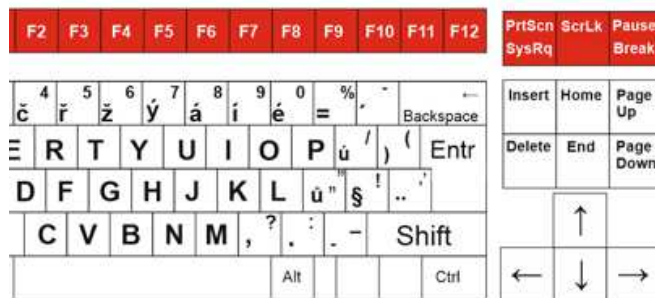 F2 F3 F4 F5 F6 F7 F8 F9 F10 F11 F12 PrtScn SysRq ScrLk Pause Break
4 5 6 7 8 9 0 % ˇ ←
č ř ž ý á í é = ´ Backspace
Insert Home Page Up
E R T Y U I O P ú / ) ( Entr
Delete End Page Down
D F G H J K L ů " § ! ¨ '
C V B N M , ? . : - _ Shift
↑
Alt Ctrl
← ↓ →